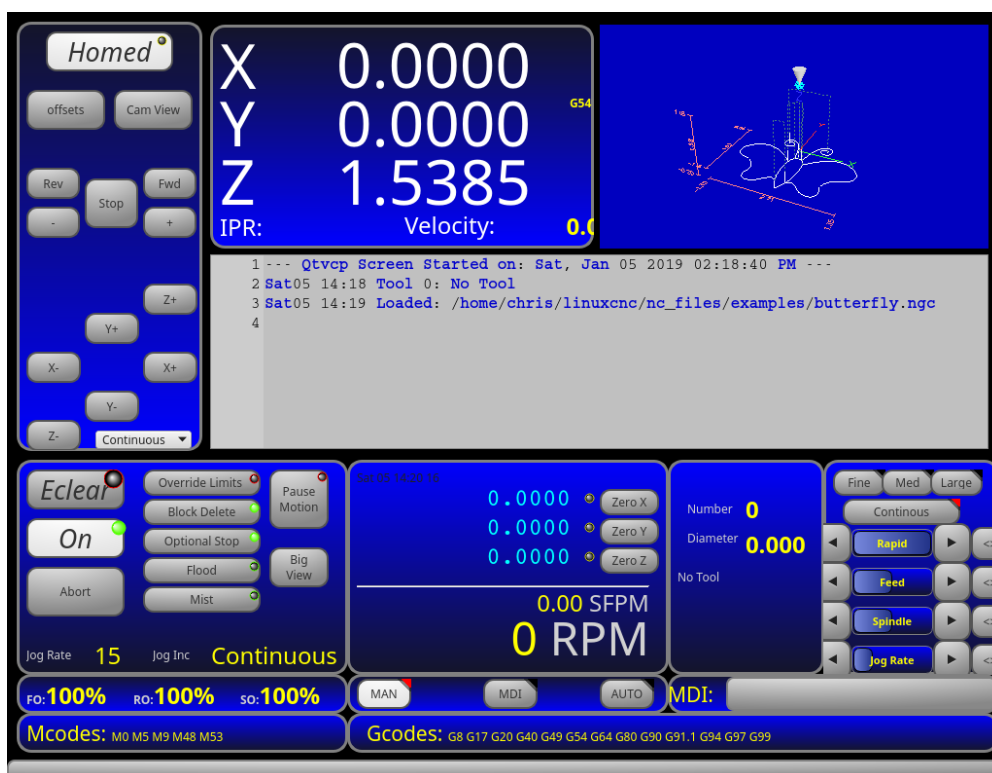 Homed
offsets
Cam View
Rev
Stop
Fwd
-
+
Z+
Y+
X-
X+
Y-
Z-
Continuous
X 0.0000
Y 0.0000
G54
Z 1.5385
IPR:
Velocity:
1 --- Qtvcp Screen Started on: Sat, Jan 05 2019 02:18:40 PM ---
2 Sat05 14:18 Tool 0: No Tool
3 Sat05 14:19 Loaded: /home/chris/linuxcnc/nc_files/examples/butterfly.ngc
4
Eclear
On
Abort
Override Limits
Block Delete
Optional Stop
Flood
Mist
Pause
Motion
Big
View
Jog Rate 15
Jog Inc Continuous
0.0000 Zero X
0.0000 Zero Y
0.0000 Zero Z
0.00 SFPM
0 RPM
Number 0
Diameter 0.000
No Tool
Fine
Med
Large
Continous
Rapid
Feed
Spindle
Jog Rate
FO:100% RO:100% SO:100%
MAN
MDI
AUTO
MDI:
Mcodes: M0 M5 M9 M48 M53
Gcodes: G8 G17 G20 G40 G49 G54 G64 G80 G90 G91.1 G94 G97 G99